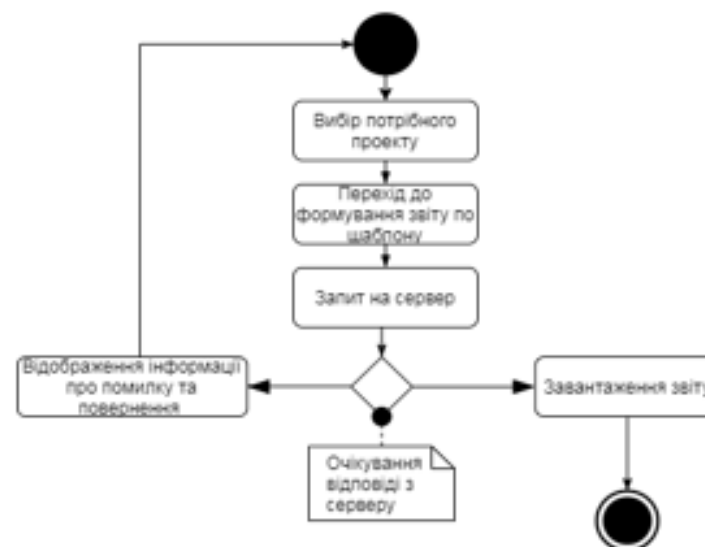 Вибір потрібного
проекту
Перехід до
формування звіту по
шаблону
Запит на сервер
Відображення інформації
про помилку та
повернення
Завантаження звіту
Очікування
відповіді з
серверу